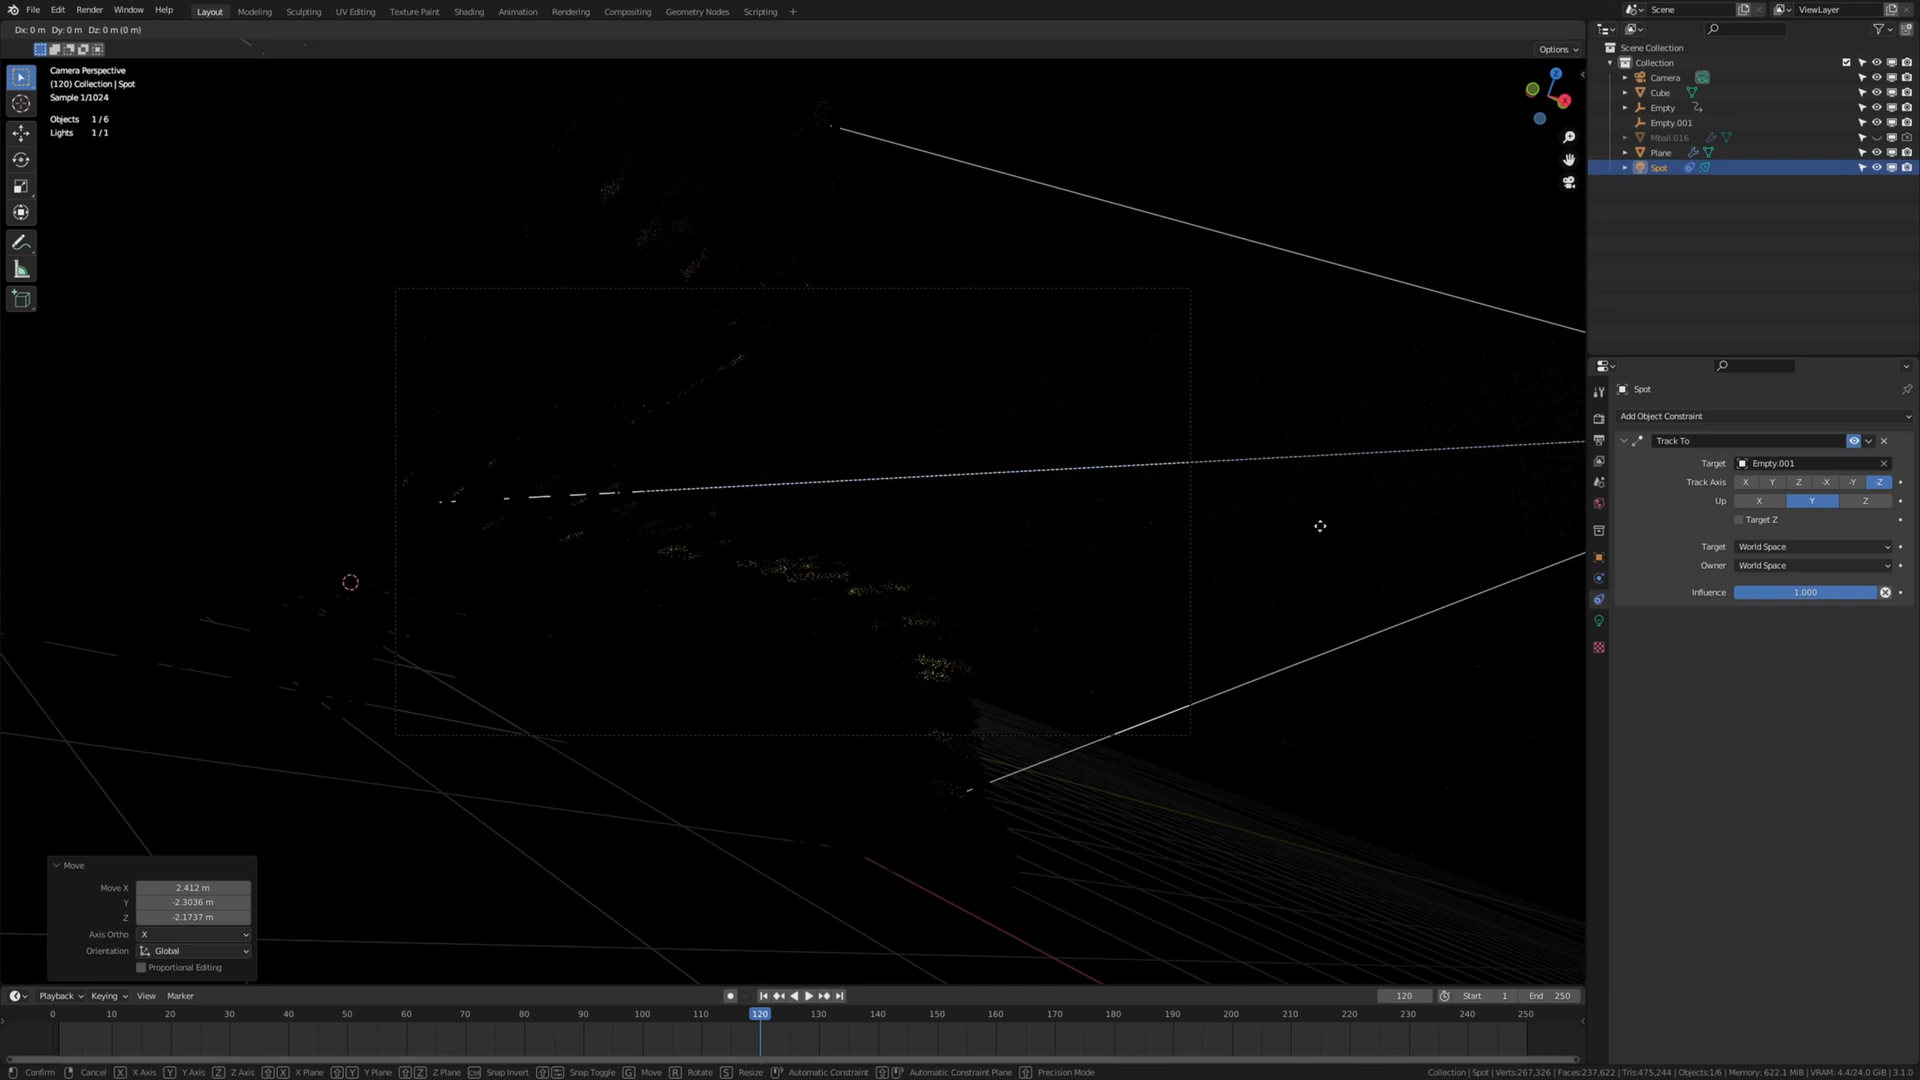 File Edit Render Window Help Layout Modeling Sculpting UV Editing Texture Paint Shading Animation Rendering Compositing Geometry Nodes Scripting + Scene ViewLayer
Dx: 0 m Dy: 0 m Dz: 0 m (0 m)
Options
Camera Perspective
(120) Collection | Spot
Sample 1/1024
Objects 1 / 6
Lights 1 / 1
Z
X
Scene Collection
Collection
Camera
Cube
Empty
Empty.001
Mball.016
Plane
Spot
Spot
Add Object Constraint
Track To
Target Empty.001
Track Axis X Y Z -X -Y -Z
Up X Y Z
Target Z
Target World Space
Owner World Space
Influence 1.000
Move
Move X 2.412 m
Y -2.3036 m
Z -2.1737 m
Axis Ortho X
Orientation Global
Proportional Editing
Playback Keying View Marker 120 Start 1 End 250
0 10 20 30 40 50 60 70 80 90 100 110 120 130 140 150 160 170 180 190 200 210 220 230 240 250
Confirm Cancel X X Axis Y Y Axis Z Z Axis X X Plane Y Y Plane Z Z Plane Ctrl Snap Invert Snap Toggle G Move R Rotate S Resize Automatic Constraint Automatic Constraint Plane Precision Mode Collection | Spot | Verts:267,326 | Faces:237,622 | Tris:475,244 | Objects:1/6 | Memory: 622.1 MiB | VRAM: 4.4/24.0 GiB | 3.1.0